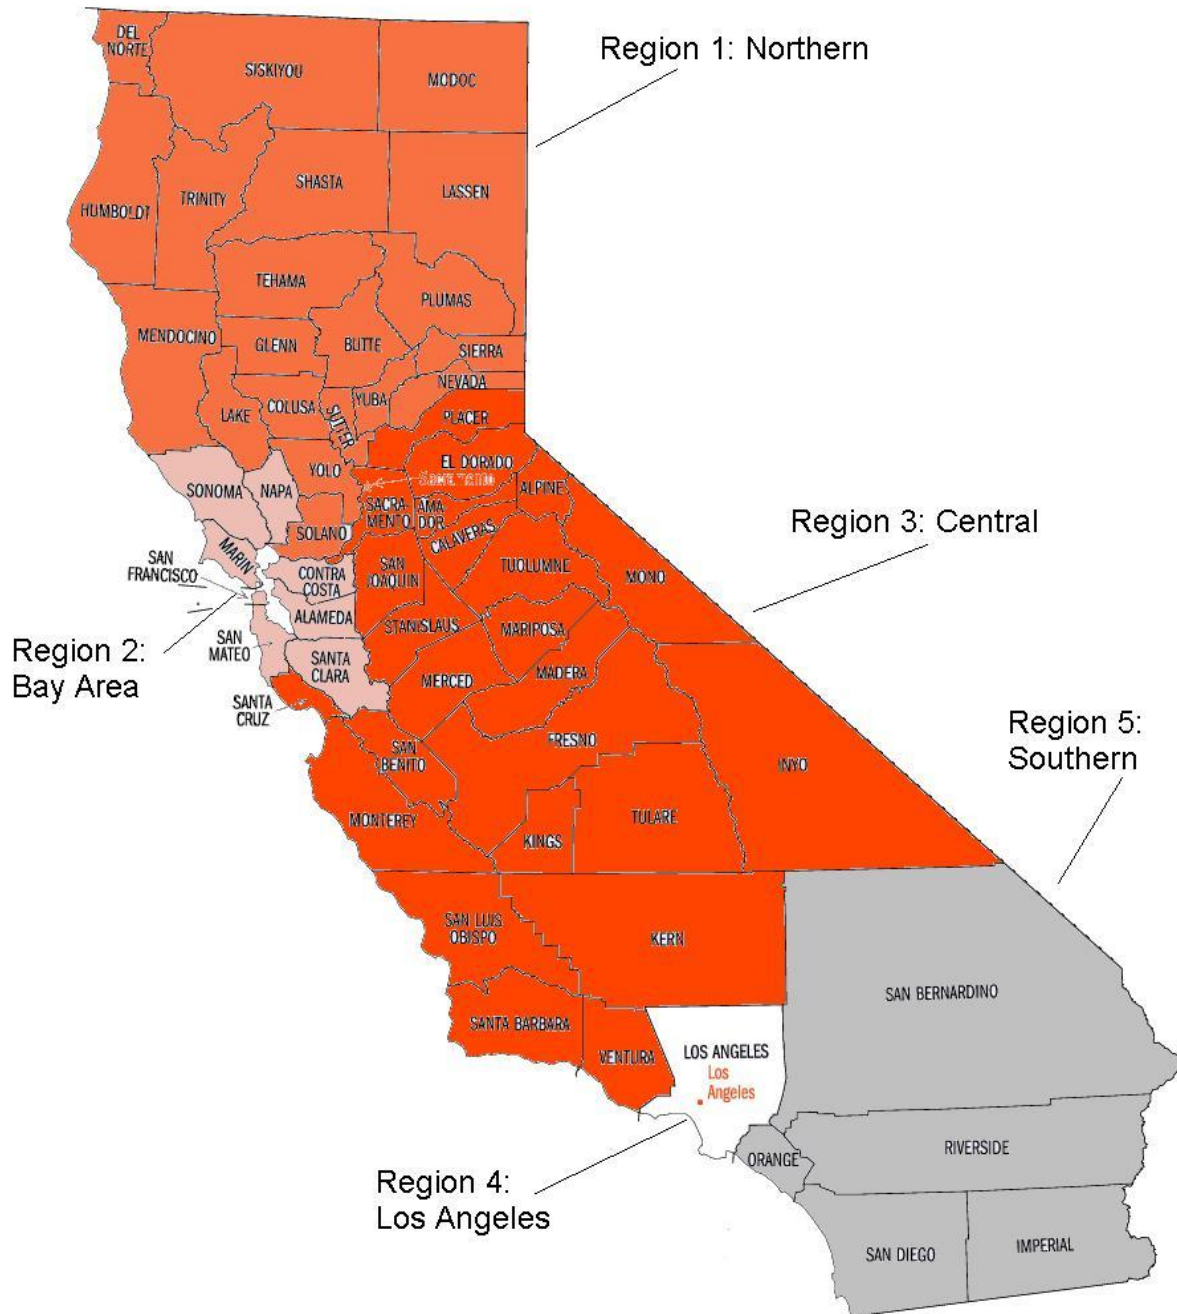 DEL
NORTE
SISKIYOU
MODOC
Region 1: Northern
HUMBOLDT
TRINITY
SHASTA
LASSEN
TEHAMA
PLUMAS
MENDOCINO
GLENN
BUTTE
SIERRA
NEVADA
YUBA
COLUSA
LAKE
SUTTER
PLACER
YOLO
EL DORADO
SONOMA
NAPA
ALPINE
SACRA-
MENTO
AMA
DOR
SOLANO
CALAVERAS
Region 3: Central
MARIN
SAN
FRANCISCO
CONTRA
COSTA
SAN
JOAQUIN
TUOLUMNE
MONO
ALAMEDA
STANISLAUS
MARIPOSA
Region 2:
Bay Area
SAN
MATEO
SANTA
CLARA
MERCED
MADERA
SANTA
CRUZ
SAN
BENITO
FRESNO
INYO
Region 5:
Southern
MONTEREY
KINGS
TULARE
SAN LUIS
OBISPO
KERN
SAN BERNARDINO
SANTA BARBARA
VENTURA
LOS ANGELES
Los
Angeles
ORANGE
RIVERSIDE
Region 4:
Los Angeles
SAN DIEGO
IMPERIAL